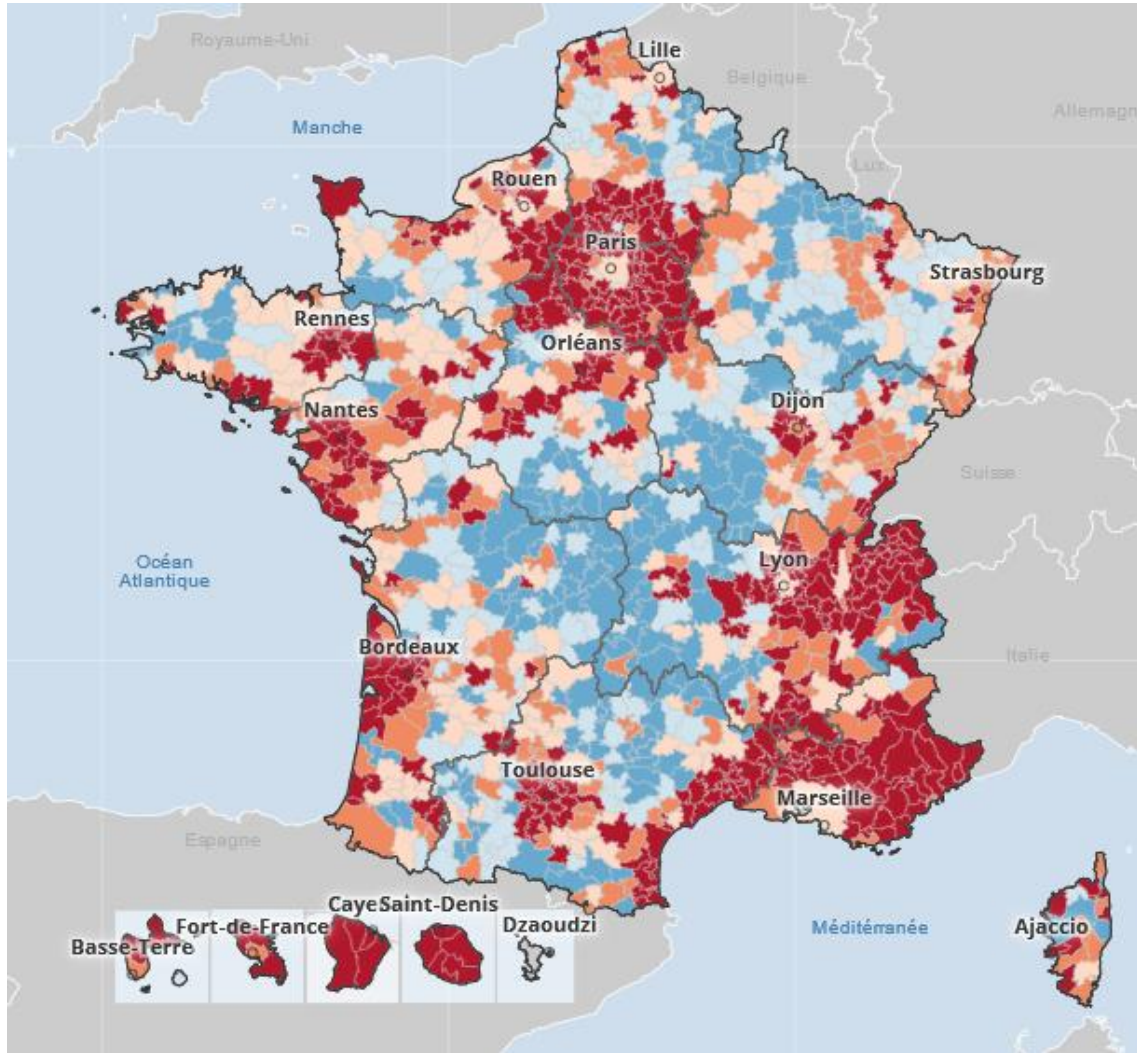 Royaume-Uni
Lille
Belgique
Allemagn
Manche
Lux.
Rouen
Paris
Strasbourg
Rennes
Orléans
Nantes
Dijon
Suisse
Océan
Atlantique
Lyon
Bordeaux
Italie
Toulouse
Marseille
Espagne
Fort-de-France
Caye
Saint-Denis
Dzaoudzi
Basse-Terre
Méditérranée
Ajaccio